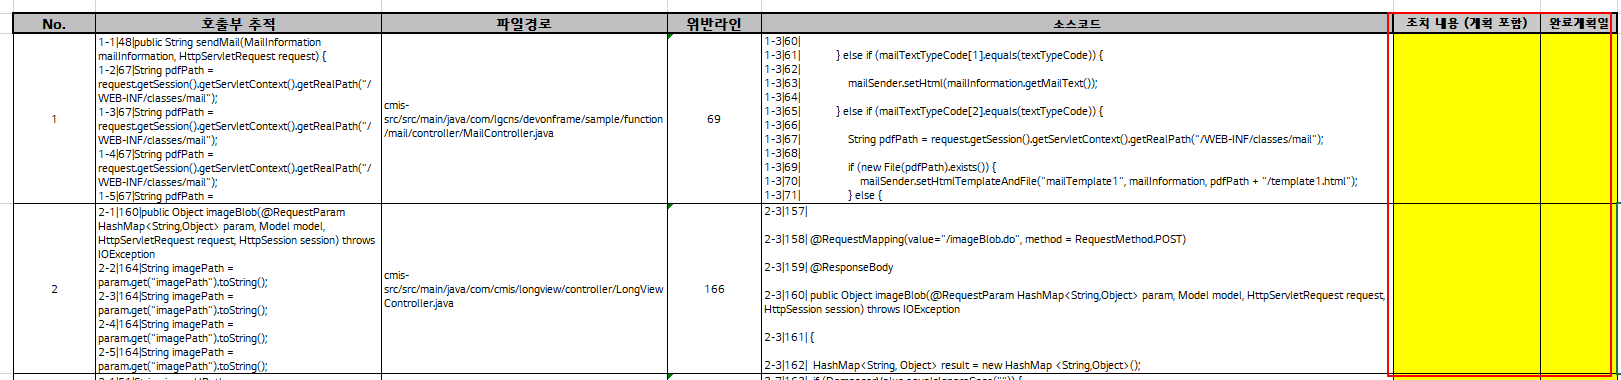 No. 호출부 추적 파일경로 위반라인 소스코드 조치 내용 (계획 포함) 완료계획일
1
1-1|48|public String sendMail(MailInformation
mailInformation, HttpServletRequest request) {
1-2|67|String pdfPath =
request.getSession().getServletContext().getRealPath("/
WEB-INF/classes/mail");
1-3|67|String pdfPath =
request.getSession().getServletContext().getRealPath("/
WEB-INF/classes/mail");
1-4|67|String pdfPath =
request.getSession().getServletContext().getRealPath("/
WEB-INF/classes/mail");
1-5|67|String pdfPath =
cmis-
src/src/main/java/com/lgcns/devonframe/sample/function
/mail/controller/MailController.java
69
1-3|60|
1-3|61| } else if (mailTextTypeCode[1].equals(textTypeCode)) {
1-3|62|
1-3|63| mailSender.setHtml(mailInformation.getMailText());
1-3|64|
1-3|65| } else if (mailTextTypeCode[2].equals(textTypeCode)) {
1-3|66|
1-3|67| String pdfPath = request.getSession().getServletContext().getRealPath("/WEB-INF/classes/mail");
1-3|68|
1-3|69| if (new File(pdfPath).exists()) {
1-3|70| mailSender.setHtmlTemplateAndFile("mailTemplate1", mailInformation, pdfPath + "/template1.html");
1-3|71| } else {
2
2-1|160|public Object imageBlob(@RequestParam
HashMap<String,Object> param, Model model,
HttpServletRequest request, HttpSession session) throws
IOException
2-2|164|String imagePath =
param.get("imagePath").toString();
2-3|164|String imagePath =
param.get("imagePath").toString();
2-4|164|String imagePath =
param.get("imagePath").toString();
2-5|164|String imagePath =
param.get("imagePath").toString();
cmis-
src/src/main/java/com/cmis/longview/controller/LongView
Controller.java
166
2-3|157|
2-3|158| @RequestMapping(value="/imageBlob.do", method = RequestMethod.POST)
2-3|159| @ResponseBody
2-3|160| public Object imageBlob(@RequestParam HashMap<String,Object> param, Model model, HttpServletRequest request,
HttpSession session) throws IOException
2-3|161| {
2-3|162| HashMap<String, Object> result = new HashMap <String,Object>();